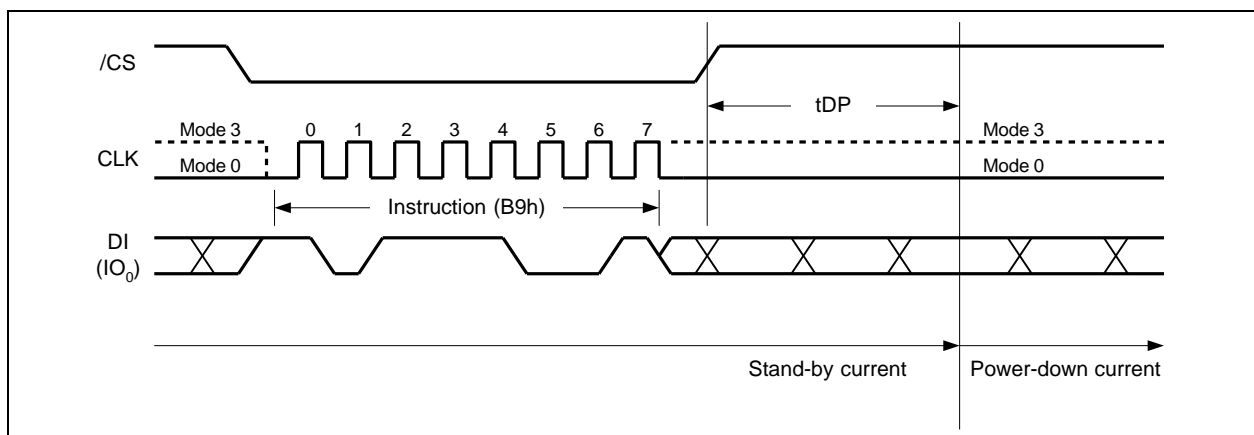 /CS
tDP
Mode 3
0 1 2 3 4 5 6 7
Mode 3
CLK
Mode 0
Mode 0
Instruction (B9h)
DI
(IO0)
Stand-by current
Power-down current